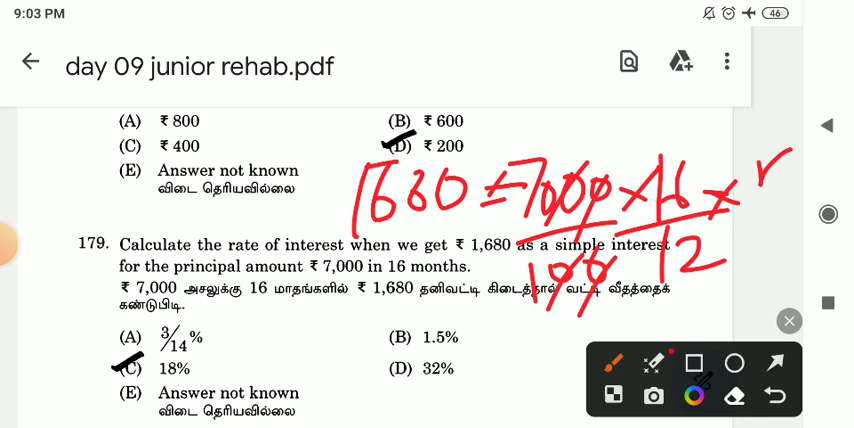 9:03 PM
46
day 09 junior rehab.pdf
(A) ₹ 800 (B) ₹ 600
(C) ₹ 400 (D) ₹ 200
(E) Answer not known
விடை தெரியவில்லை
1680 = 7000/100 × 16/12 × r
179. Calculate the rate of interest when we get ₹ 1,680 as a simple interest
for the principal amount ₹ 7,000 in 16 months.
₹ 7,000 அசலுக்கு 16 மாதங்களில் ₹ 1,680 தனிவட்டி கிடைத்தால் வட்டி வீதத்தைக்
கண்டுபிடி.
(A) 3/14% (B) 1.5%
(C) 18% (D) 32%
(E) Answer not known
விடை தெரியவில்லை